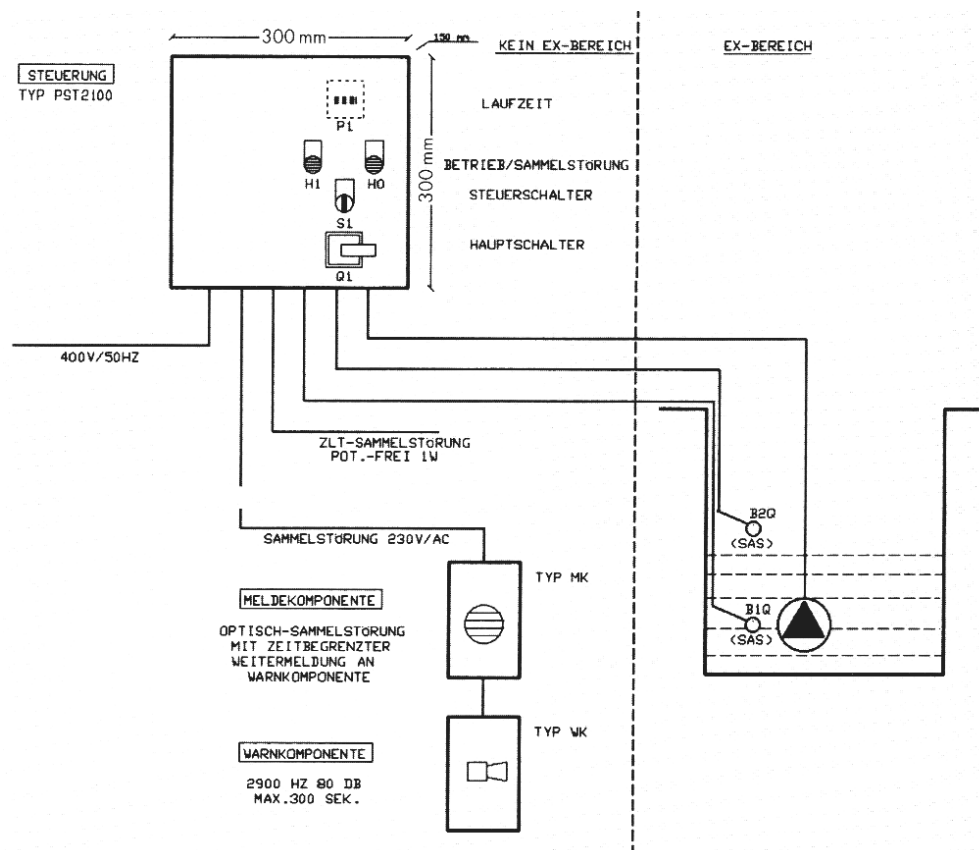 300 mm
150 mm
KEIN EX-BEREICH
EX-BEREICH
STEUERUNG
TYP PST2100
P1
LAUFZEIT
300 mm
H1
H0
BETRIEB/SAMMELSTöRUNG
S1
STEUERSCHALTER
Q1
HAUPTSCHALTER
400V/50HZ
ZLT-SAMMELSTöRUNG
POT.-FREI 1W
B2Q
(SAS)
SAMMELSTöRUNG 230V/AC
TYP MK
MELDEKOMPONENTE
OPTISCH-SAMMELSTöRUNG
MIT ZEITBEGRENZTER
WEITERMELDUNG AN
WARNKOMPONENTE
B1Q
(SAS)
TYP WK
WARNKOMPONENTE
2900 HZ 80 DB
MAX.300 SEK.